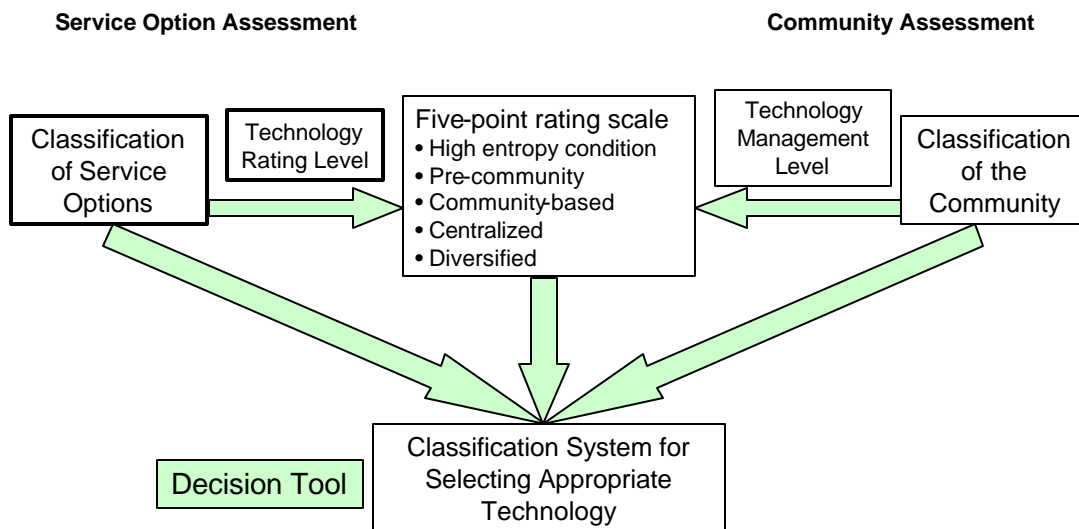 Service Option Assessment
Community Assessment
Classification
of Service
Options
Technology
Rating Level
Five-point rating scale
• High entropy condition
• Pre-community
• Community-based
• Centralized
• Diversified
Technology
Management
Level
Classification
of the
Community
Decision Tool
Classification System for
Selecting Appropriate
Technology